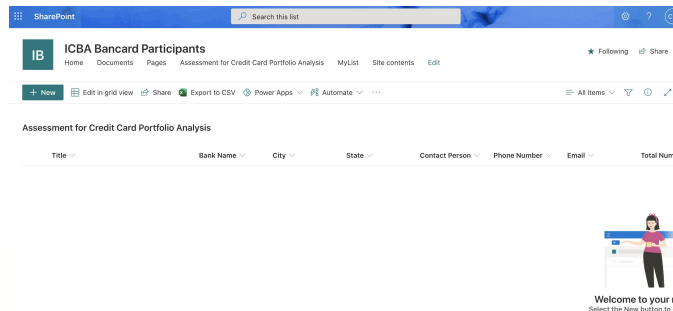 SharePoint
Search this list
?
IB
ICBA Bancard Participants
Following
Share
Home Documents Pages Assessment for Credit Card Portfolio Analysis MyList Site contents Edit
New Edit in grid view Share Export to CSV Power Apps Automate ··· All Items
Assessment for Credit Card Portfolio Analysis
Title Bank Name City State Contact Person Phone Number Email Total Num
Welcome to your
Select the New button to